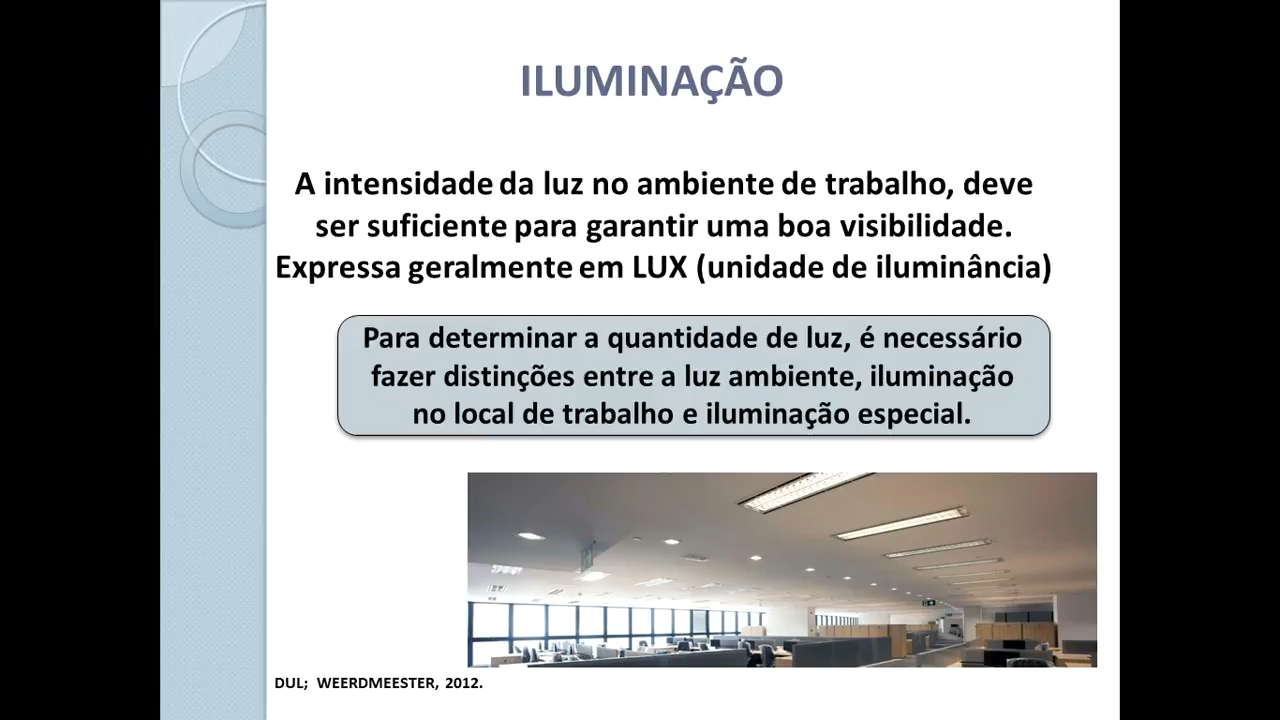 ILUMINAÇÃO
A intensidade da luz no ambiente de trabalho, deve
ser suficiente para garantir uma boa visibilidade.
Expressa geralmente em LUX (unidade de iluminância)
Para determinar a quantidade de luz, é necessário
fazer distinções entre a luz ambiente, iluminação
no local de trabalho e iluminação especial.
DUL; WEERDMEESTER, 2012.